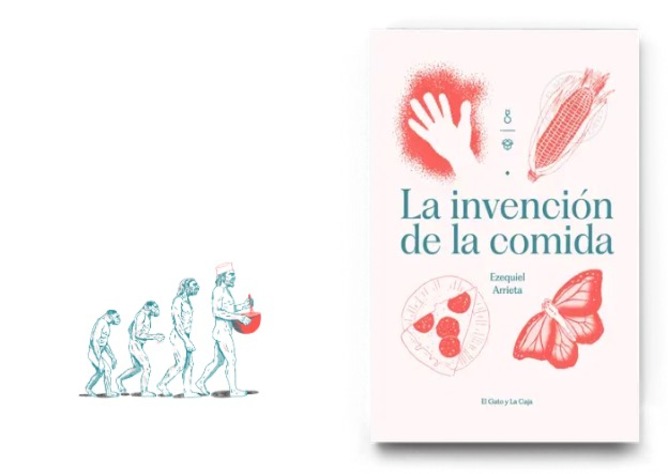 La invención
de la comida
Ezequiel
Arrieta
El Gato y La Caja